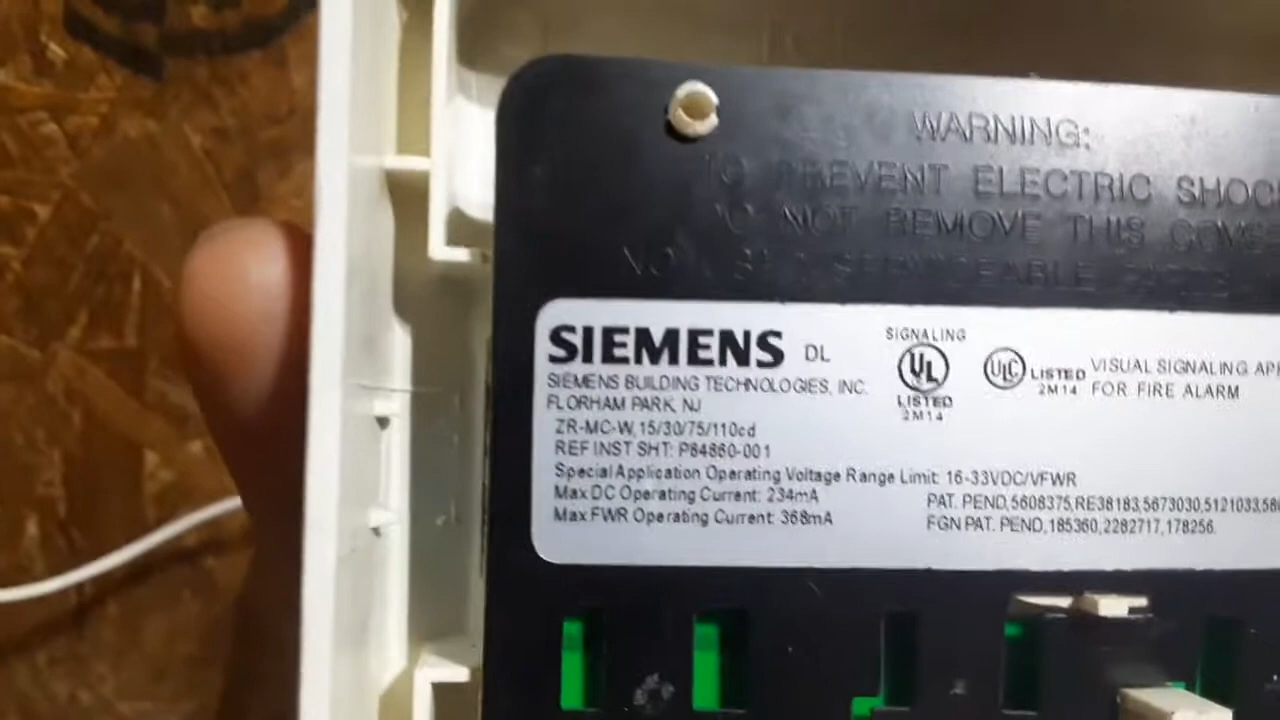 WARNING:
PREVENT ELECTRIC SHOC
NOT REMOVE THIS COVE
SIEMENS DL
SIEMENS BUILDING TECHNOLOGIES, INC.
FLORHAM PARK, NJ
ZR-MC-W, 15/30/75/110cd
REF INST SHT: P84860-001
Special Application Operating Voltage Range Limit: 16-33VDC/VFWR
Max DC Operating Current: 234mA
Max FWR Operating Current: 368mA
SIGNALING
UL
LISTED
2M14
ULC
LISTED
2M14
VISUAL SIGNALING APP
FOR FIRE ALARM
PAT. PEND, 5608375, RE38183, 5673030, 5121033, 58
FGN PAT. PEND, 185360, 2282717, 178256